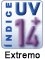 ÍNDICE
UV
14
Extremo